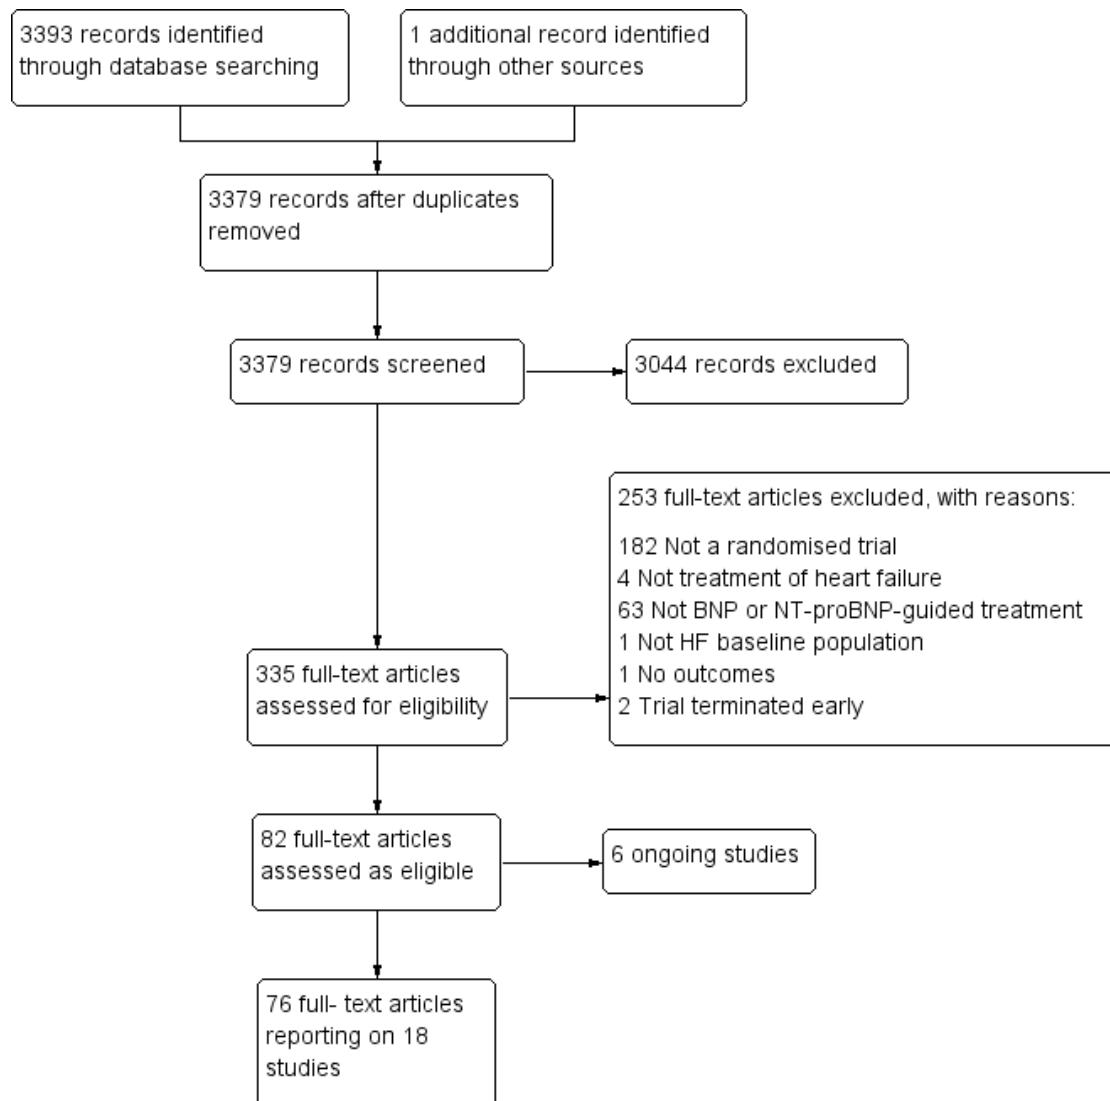 3393 records identified
through database searching
1 additional record identified
through other sources
3379 records after duplicates
removed
3379 records screened
3044 records excluded
253 full-text articles excluded, with reasons:
182 Not a randomised trial
4 Not treatment of heart failure
63 Not BNP or NT-proBNP-guided treatment
1 Not HF baseline population
1 No outcomes
2 Trial terminated early
335 full-text articles
assessed for eligibility
82 full-text articles
assessed as eligible
6 ongoing studies
76 full- text articles
reporting on 18
studies